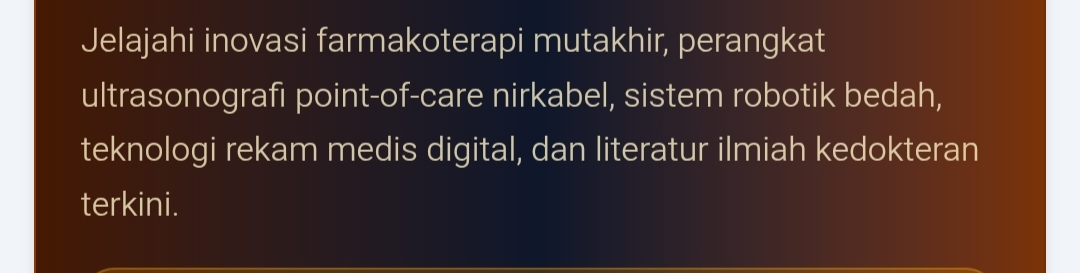 Jelajahi inovasi farmakoterapi mutakhir, perangkat
ultrasonografi point-of-care nirkabel, sistem robotik bedah,
teknologi rekam medis digital, dan literatur ilmiah kedokteran
terkini.